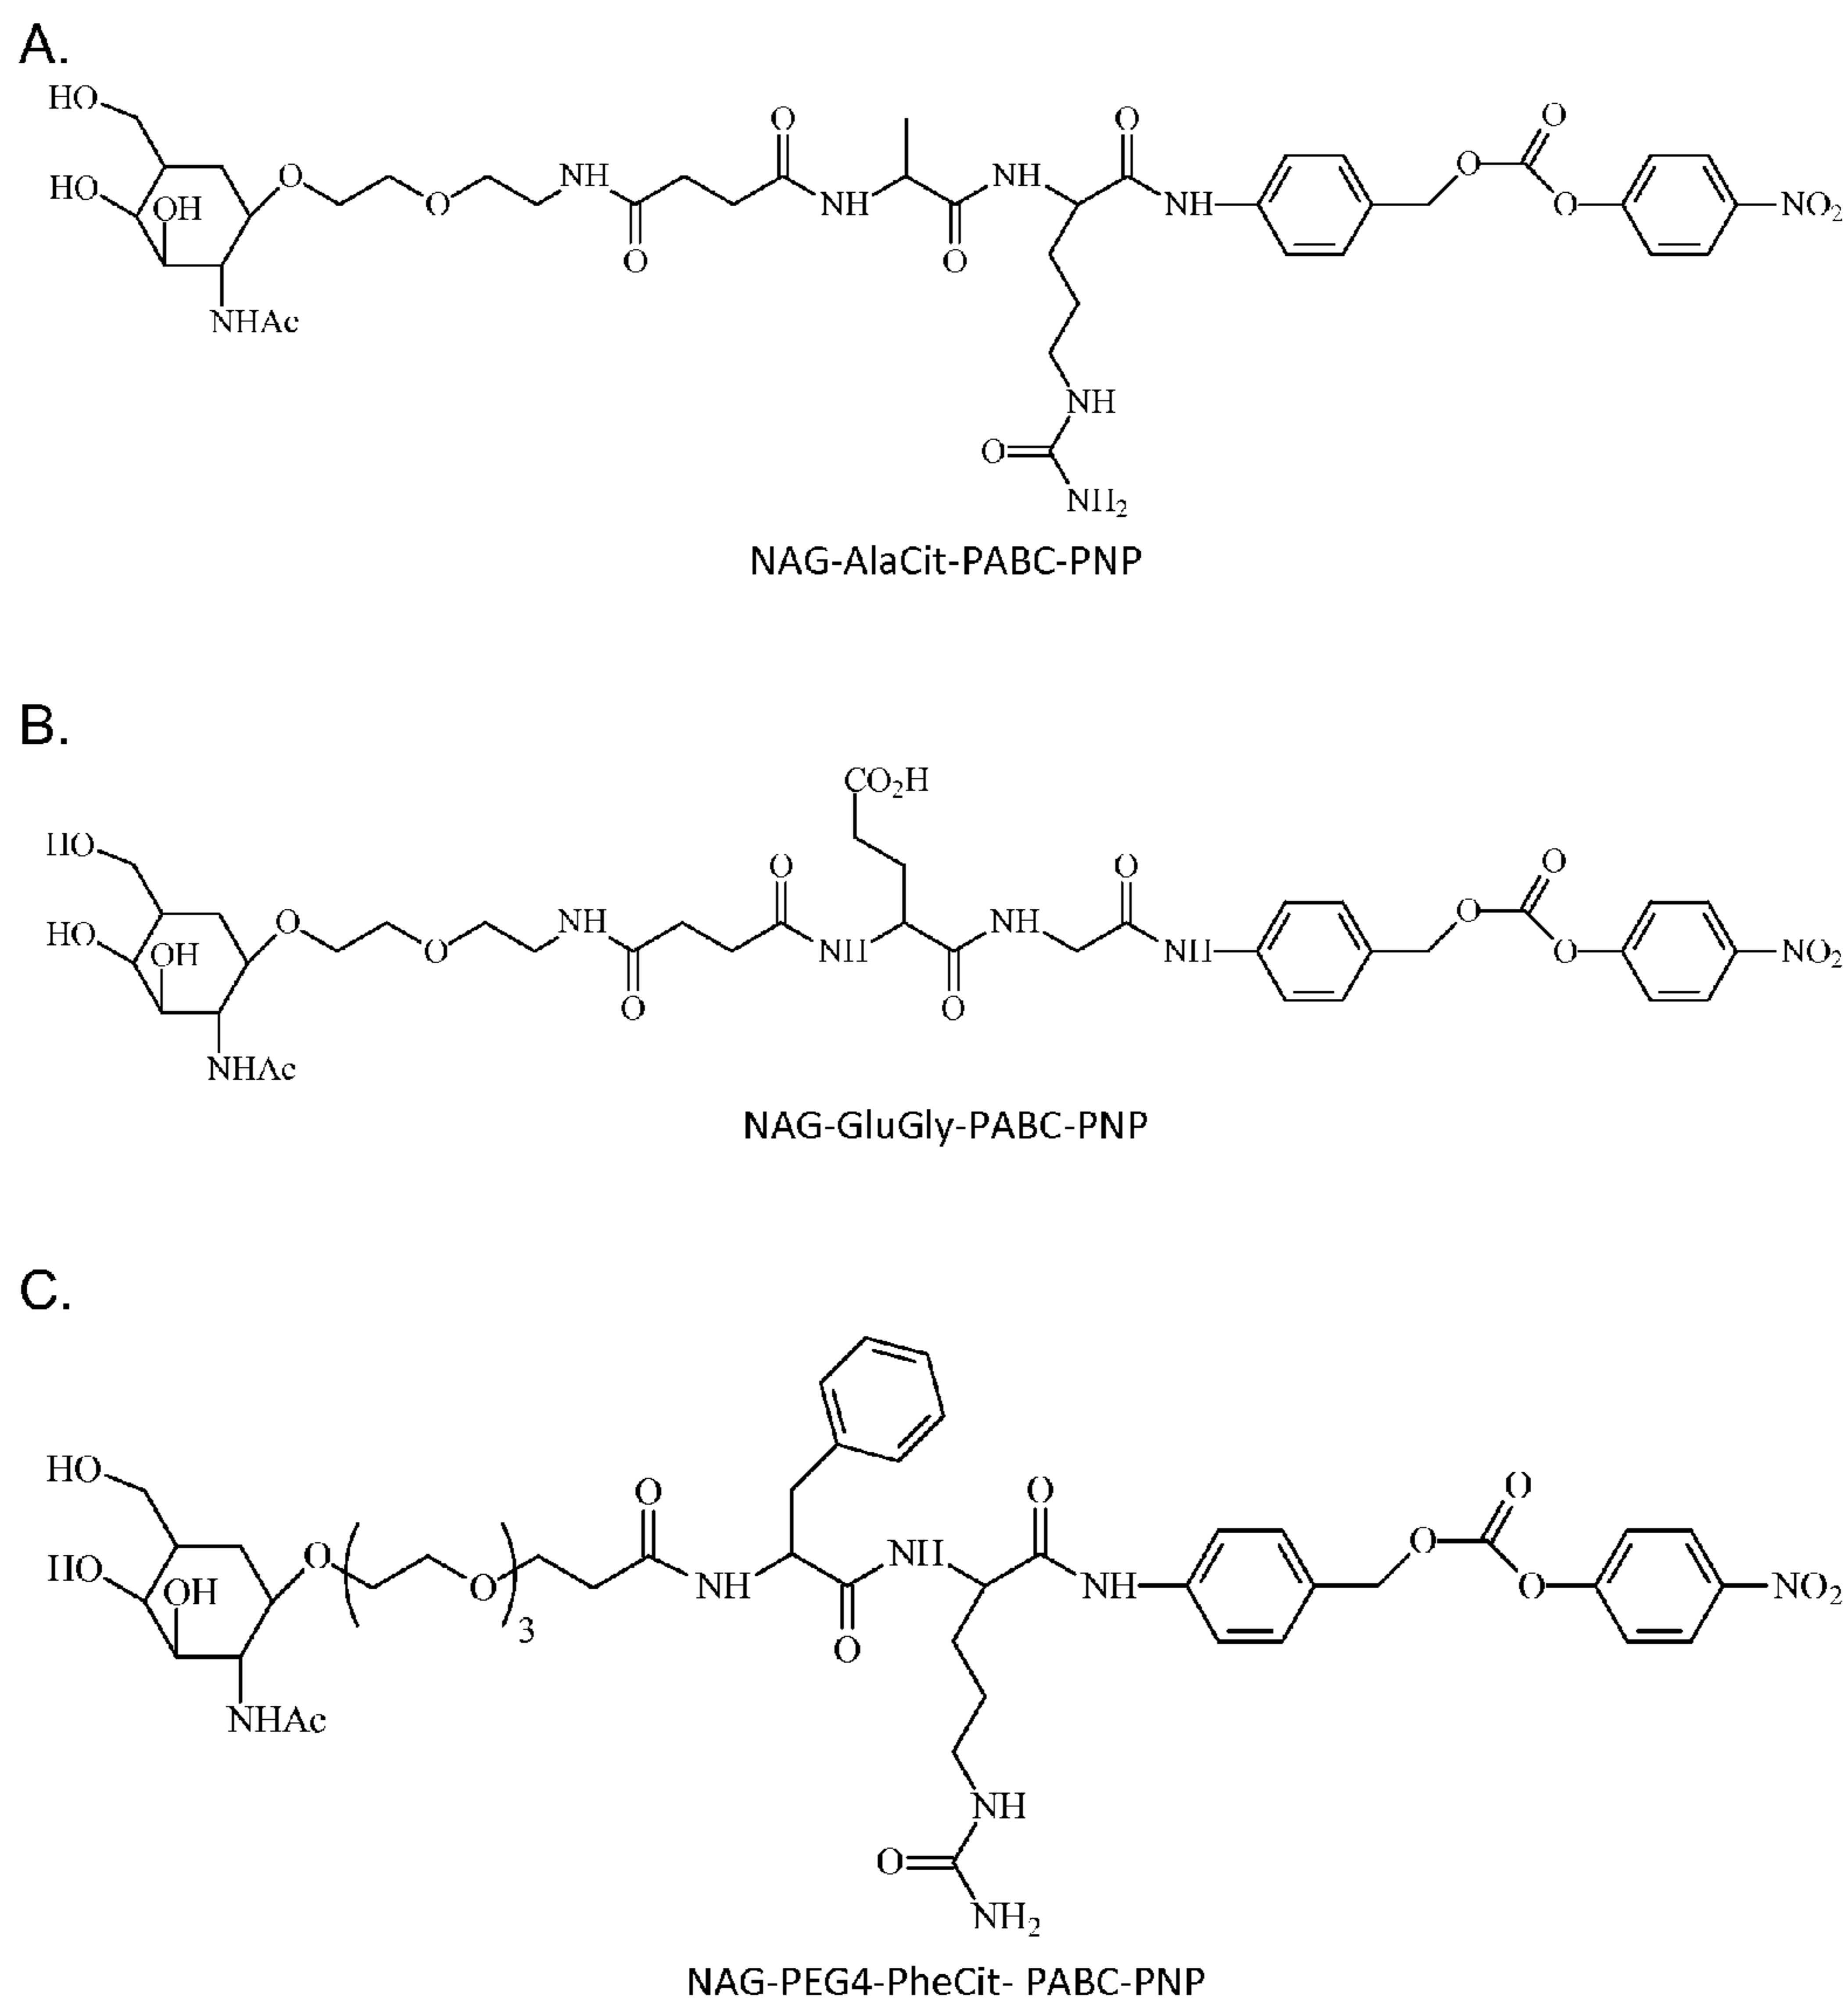 A.
HO
O
O
O
HO
OH
O
O
NH
NH
O
NH
O
NH
O
O
NO₂
O
O
NHAc
NH
O
NH₂
NAG-AlaCit-PABC-PNP
B.
CO₂H
HO
O
O
O
HO
OH
O
O
NH
O
NH
O
NH
NH
O
O
NO₂
O
O
NHAc
NAG-GluGly-PABC-PNP
C.
HO
O
O
O
HO
OH
O
O
3
NH
O
NH
NH
O
O
NO₂
NHAc
NH
O
NH₂
NAG-PEG4-PheCit- PABC-PNP